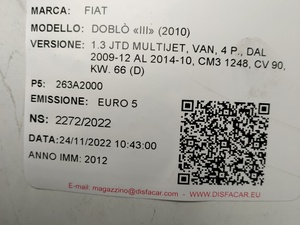 MARCA: FIAT
MODELLO: DOBLÒ «III» (2010)
VERSIONE: 1.3 JTD MULTIJET, VAN, 4 P., DAL
2009-12 AL 2014-10, CM3 1248, CV 90,
KW. 66 (D)
P5: 263A2000
EMISSIONE: EURO 5
NS: 2272/2022
DATA:24/11/2022 10:43:00
ANNO IMM: 2012
E-mail: magazzino@disfacar.com - WWW.DISFACAR.EU